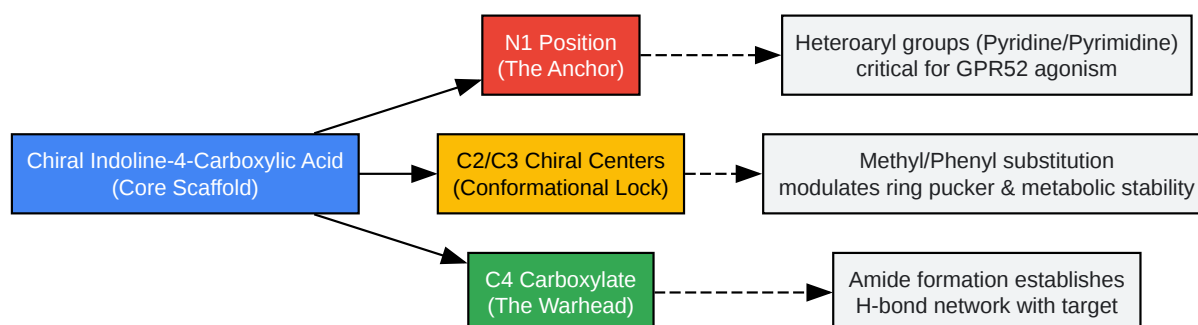 N1 Position
(The Anchor)
Heteroaryl groups (Pyridine/Pyrimidine)
critical for GPR52 agonism
Chiral Indoline-4-Carboxylic Acid
(Core Scaffold)
C2/C3 Chiral Centers
(Conformational Lock)
Methyl/Phenyl substitution
modulates ring pucker & metabolic stability
C4 Carboxylate
(The Warhead)
Amide formation establishes
H-bond network with target